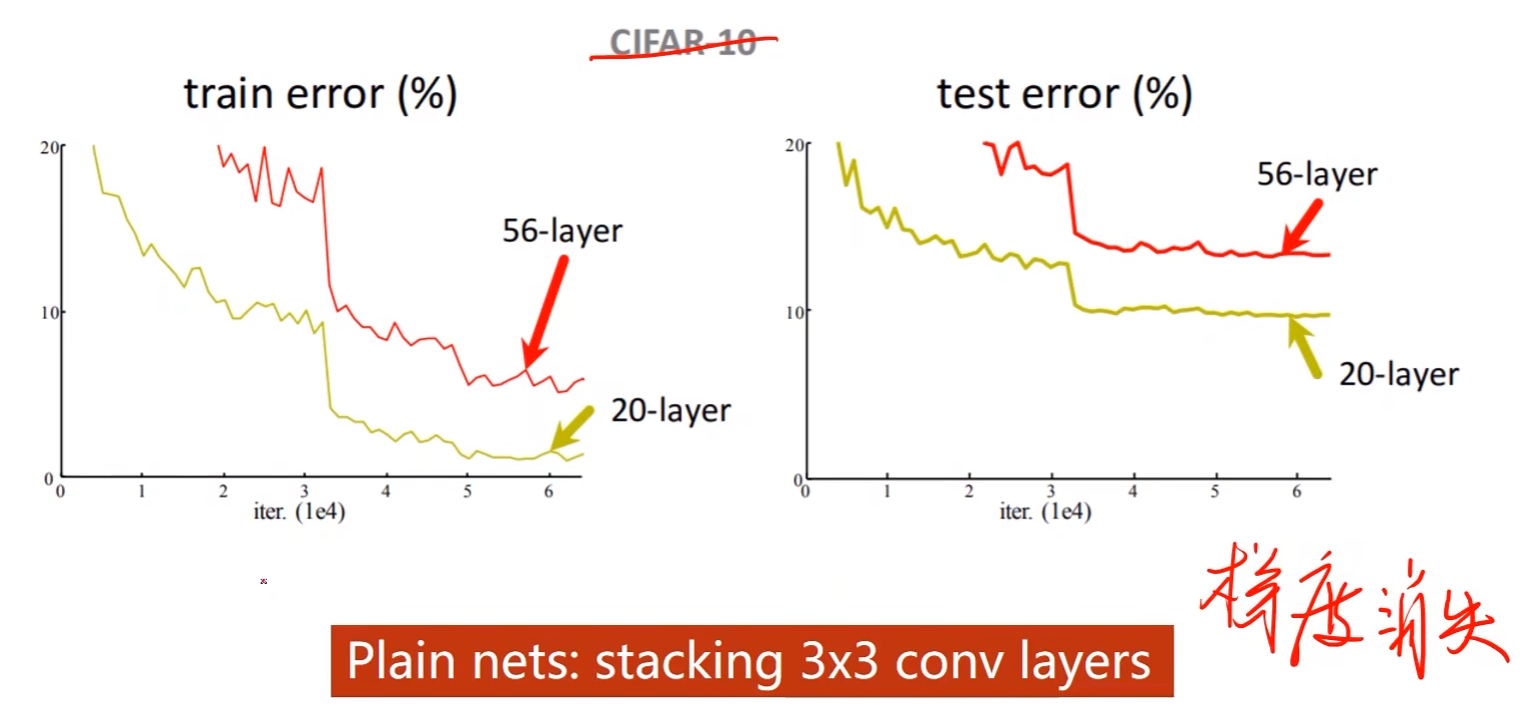 CIFAR-10
train error (%)
test error (%)
20
10
0
0 1 2 3 4 5 6
iter. (1e4)
56-layer
20-layer
20
10
0
0 1 2 3 4 5 6
iter. (1e4)
56-layer
20-layer
梯度消失
Plain nets: stacking 3x3 conv layers